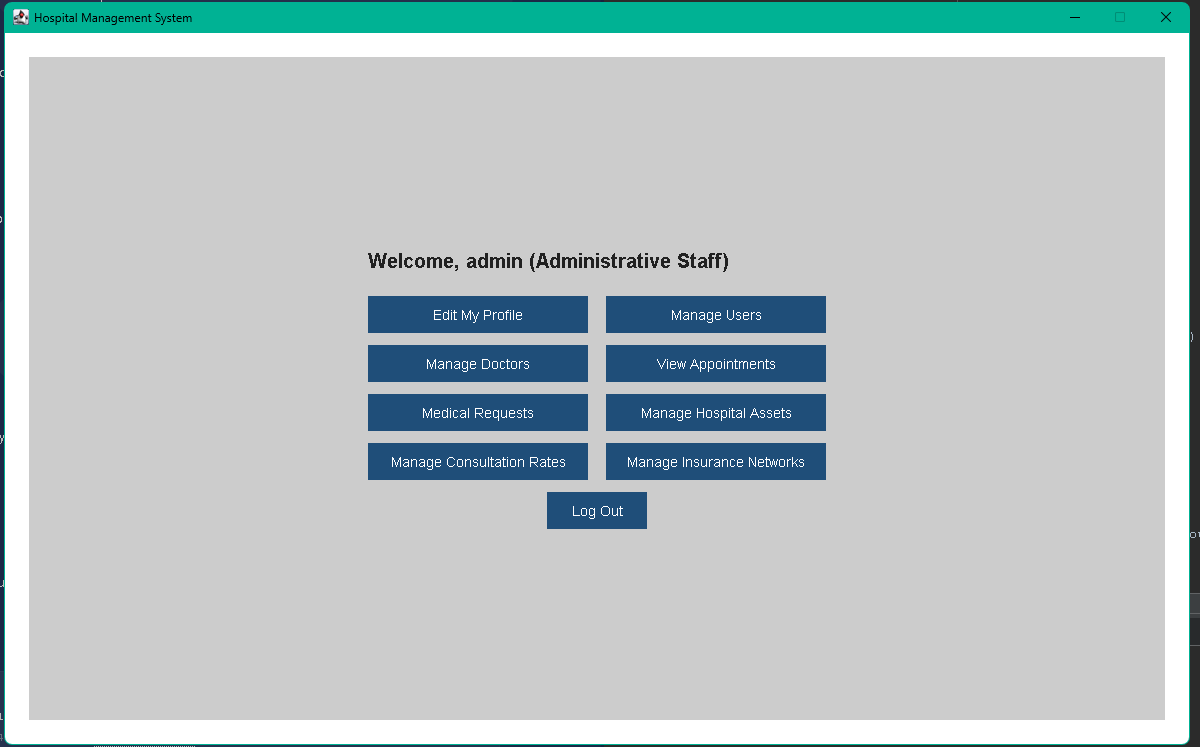 Hospital Management System
Welcome, admin (Administrative Staff)
Edit My Profile
Manage Users
Manage Doctors
View Appointments
Medical Requests
Manage Hospital Assets
Manage Consultation Rates
Manage Insurance Networks
Log Out